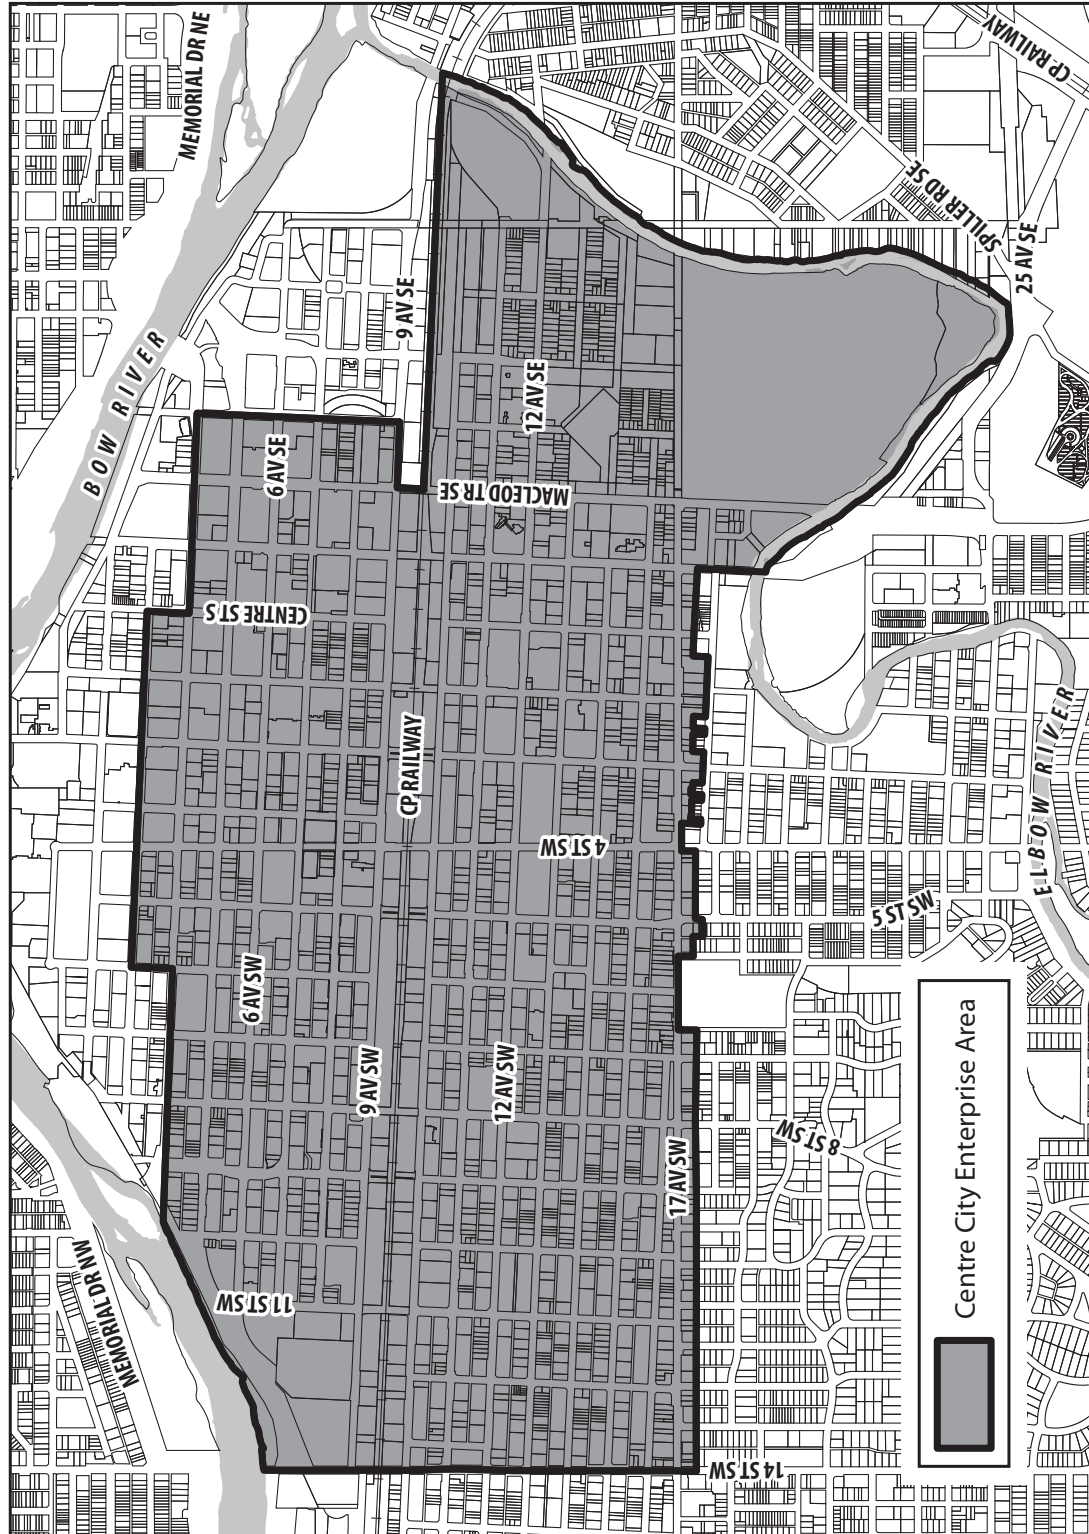 MEMORIAL DR NE
CP RAILWAY
BOW RIVER
9 AV SE
SPILLER RD SE
25 AV SE
6 AV SE
12 AV SE
MACLEOD TR SE
CENTRE ST S
CP RAILWAY
4 ST SW
ELBOW RIVER
5 ST SW
6 AV SW
9 AV SW
12 AV SW
8 ST SW
17 AV SW
MEMORIAL DR NW
11 ST SW
14 ST SW
Centre City Enterprise Area